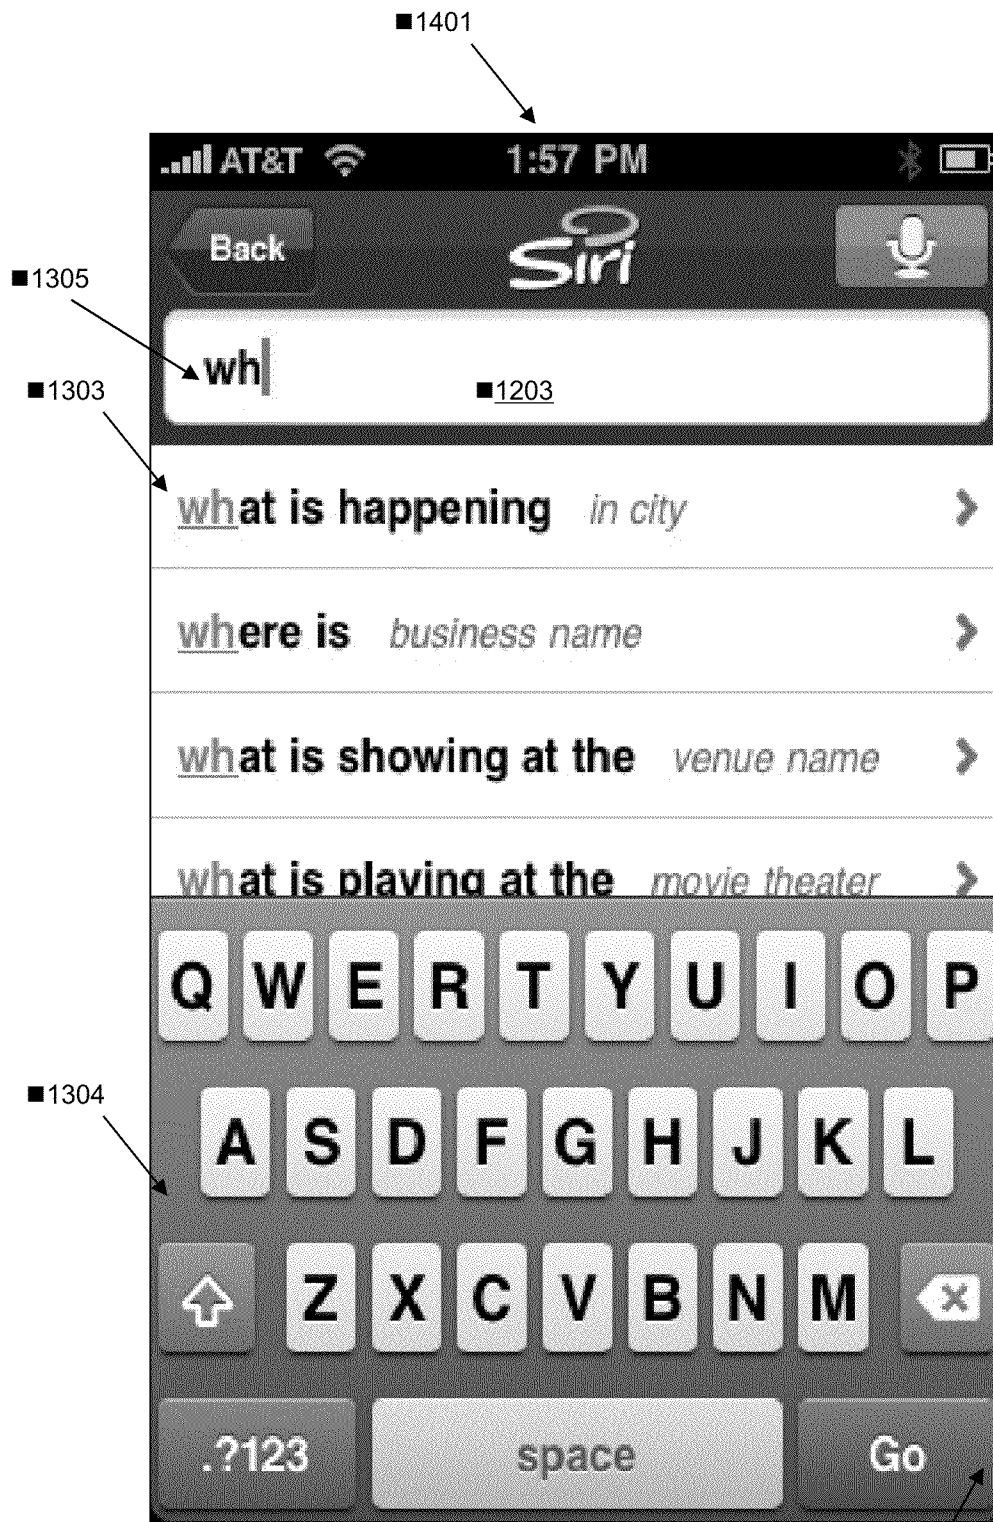 ■1401
AT&T 1:57 PM
Back Siri
■1305
wh
■1303
■1203
what is happening in city
where is business name
what is showing at the venue name
what is playing at the movie theater
Q W E R T Y U I O P
■1304
A S D F G H J K L
Z X C V B N M
.?123 space Go